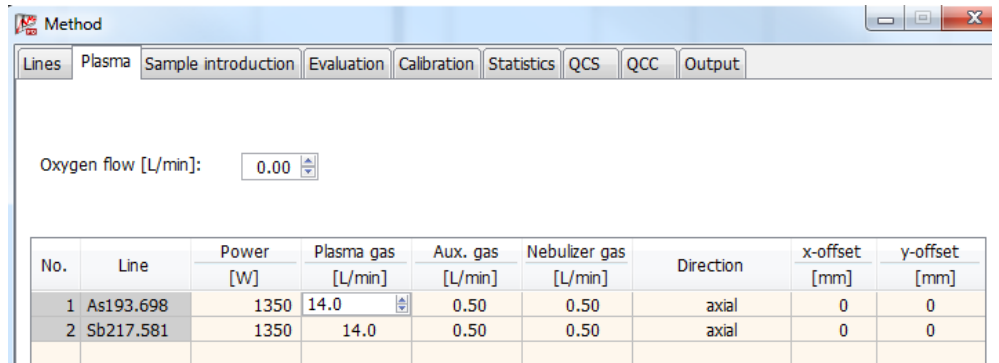 Method
Lines Plasma Sample introduction Evaluation Calibration Statistics QCS QCC Output
Oxygen flow [L/min]: 0.00
No. Line Power [W] Plasma gas [L/min] Aux. gas [L/min] Nebulizer gas [L/min] Direction x-offset [mm] y-offset [mm]
1 As193.698 1350 14.0 0.50 0.50 axial 0 0
2 Sb217.581 1350 14.0 0.50 0.50 axial 0 0